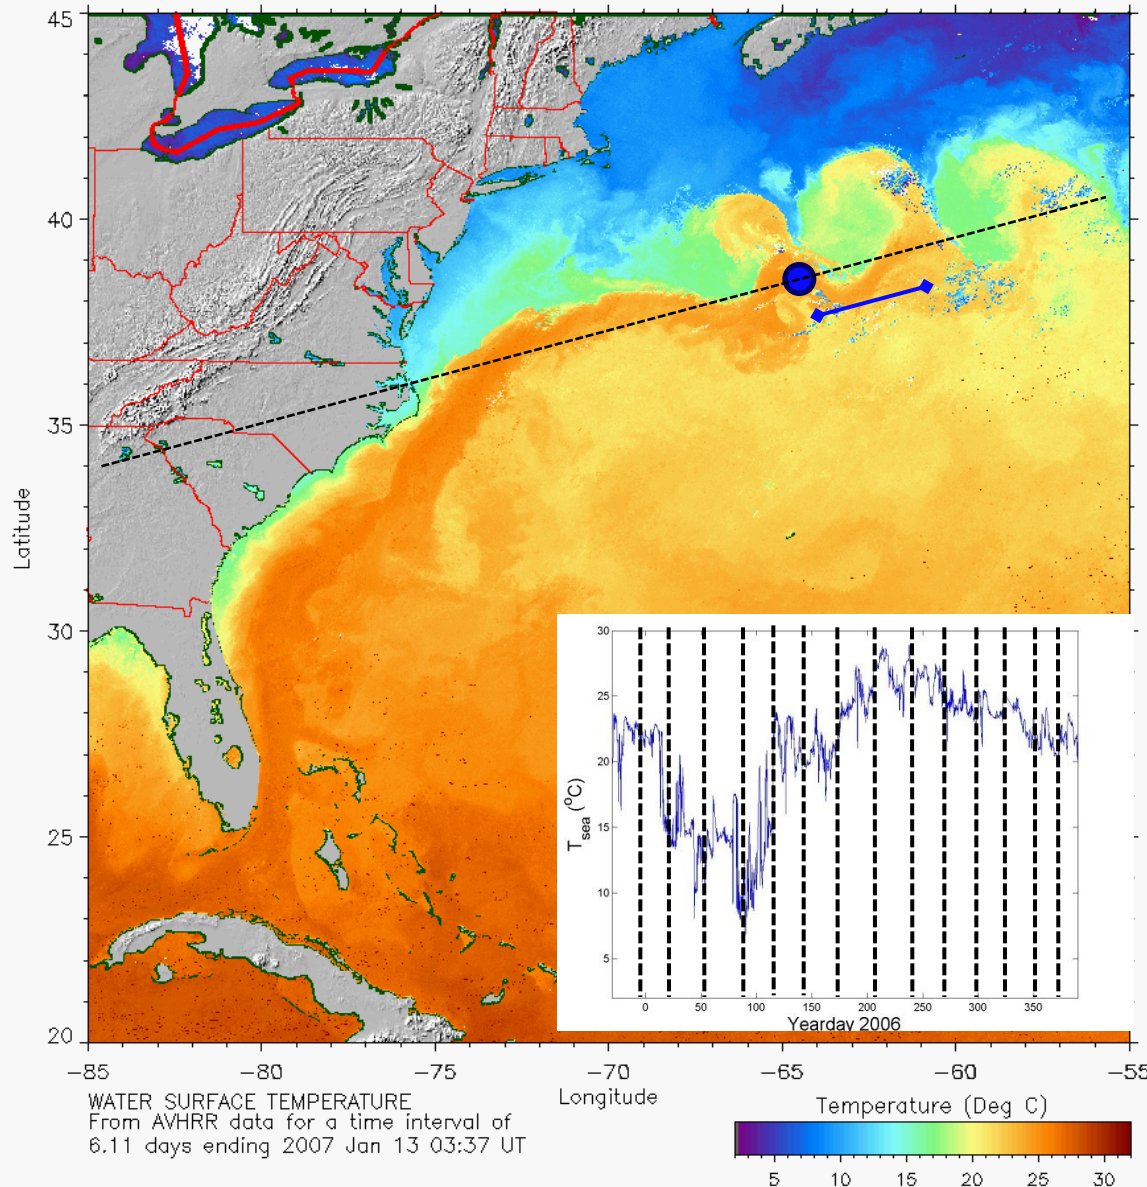 45
40
35
30
25
20
Latitude
30
25
20
15
10
5
T_sea (°C)
0 50 100 150 200 250 300 350
Yearday 2006
−85 −80 −75 −70 −65 −60 −55
Longitude
WATER SURFACE TEMPERATURE
From AVHRR data for a time interval of
6.11 days ending 2007 Jan 13 03:37 UT
Temperature (Deg C)
5 10 15 20 25 30